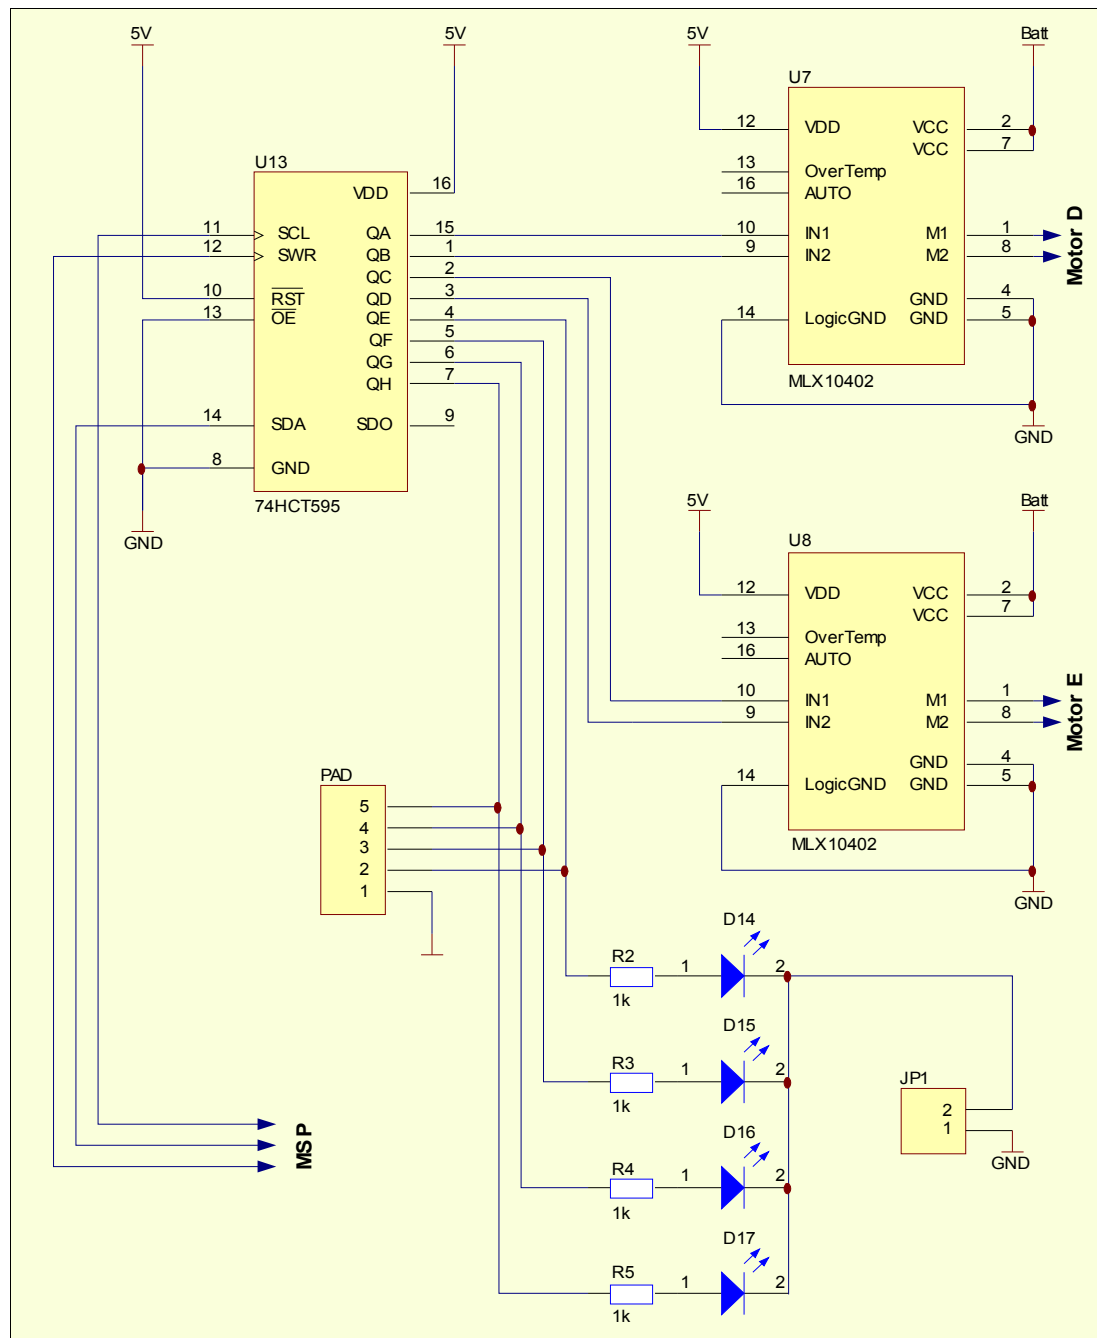 5V
5V
5V
Batt
U7
12
VDD
VCC
2
VCC
7
13
OverTemp
16
AUTO
10
IN1
M1
1
9
IN2
M2
8
GND
4
14
LogicGND
GND
5
MLX10402
GND
Motor D
U13
VDD
16
11
SCL
QA
15
12
SWR
QB
1
QC
2
10
RST
QD
3
13
OE
QE
4
QF
5
QG
6
QH
7
14
SDA
SDO
9
8
GND
74HCT595
GND
5V
Batt
U8
12
VDD
VCC
2
VCC
7
13
OverTemp
16
AUTO
10
IN1
M1
1
9
IN2
M2
8
GND
4
14
LogicGND
GND
5
MLX10402
GND
Motor E
PAD
5
4
3
2
1
D14
R2
1
2
1k
D15
R3
1
2
1k
D16
R4
1
2
1k
D17
R5
1
2
1k
JP1
2
1
GND
MSP